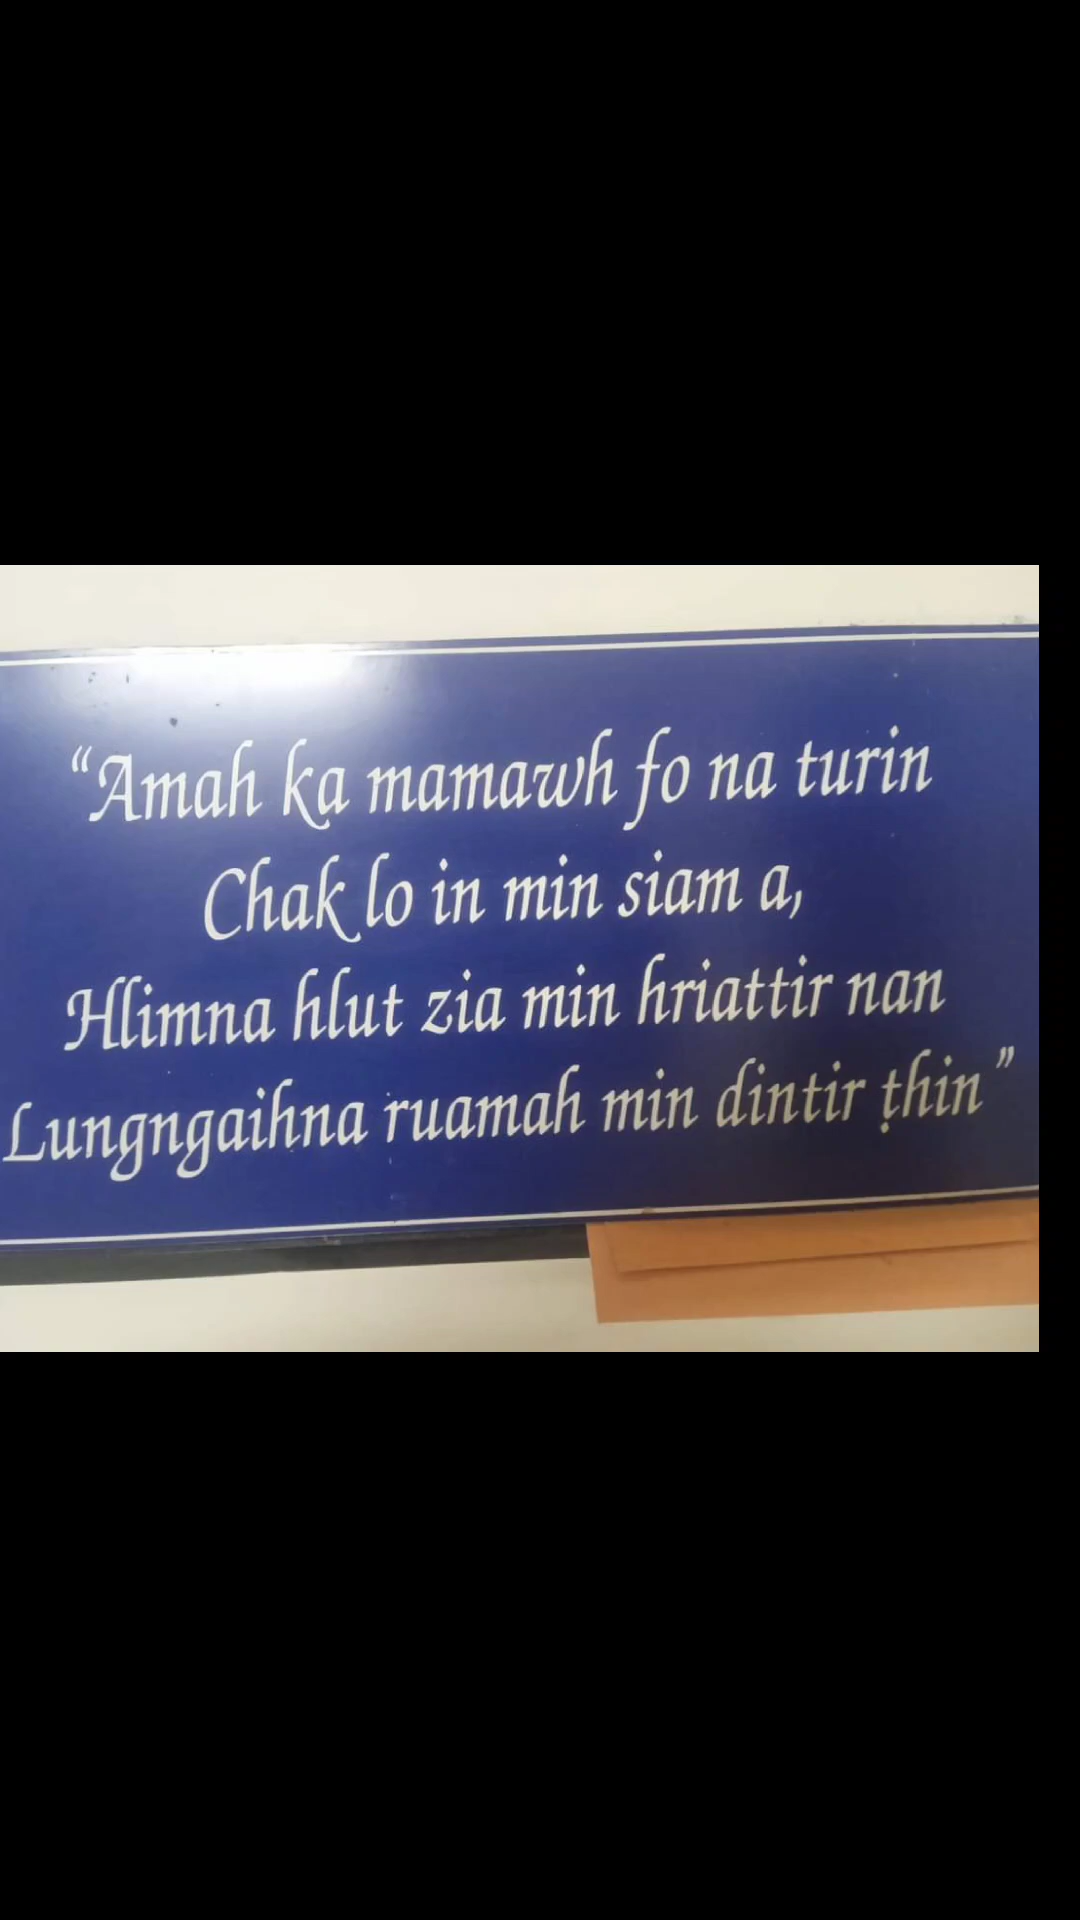 “Amah ka mamawh fo na turin
Chak lo in min siam a,
Hlimna hlut zia min hriattir nan
Lungngaihna ruamah min dintir ṭhin”